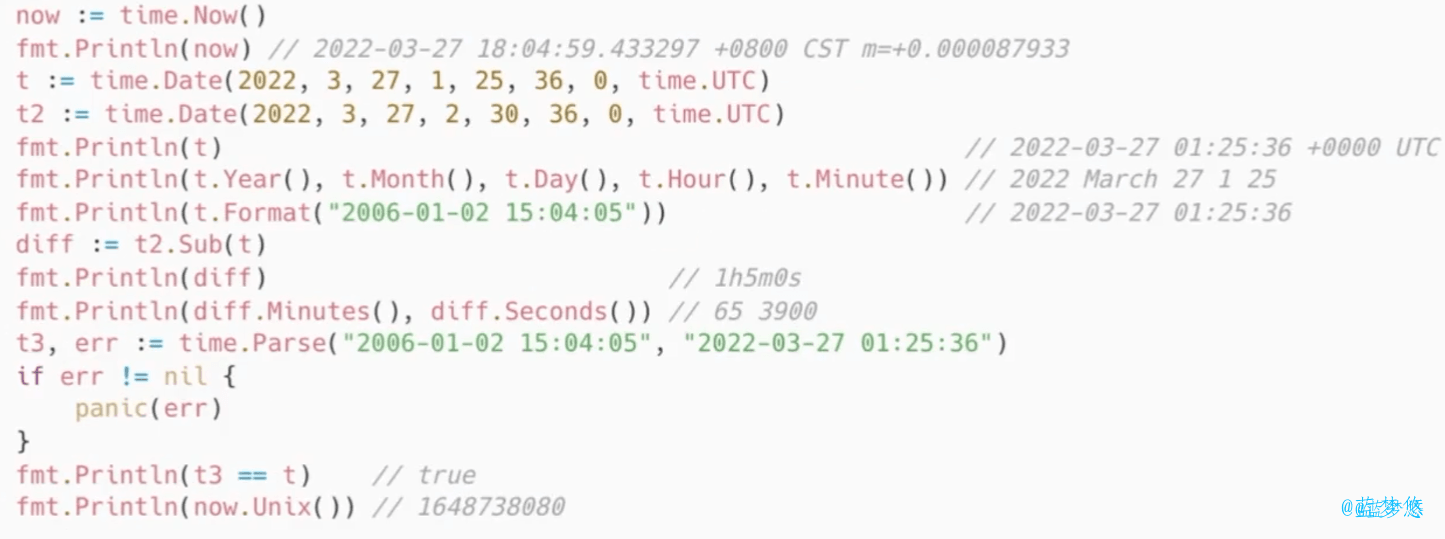 now := time.Now()
fmt.Println(now) // 2022-03-27 18:04:59.433297 +0800 CST m=+0.000087933
t := time.Date(2022, 3, 27, 1, 25, 36, 0, time.UTC)
t2 := time.Date(2022, 3, 27, 2, 30, 36, 0, time.UTC)
fmt.Println(t) // 2022-03-27 01:25:36 +0000 UTC
fmt.Println(t.Year(), t.Month(), t.Day(), t.Hour(), t.Minute()) // 2022 March 27 1 25
fmt.Println(t.Format("2006-01-02 15:04:05")) // 2022-03-27 01:25:36
diff := t2.Sub(t)
fmt.Println(diff) // 1h5m0s
fmt.Println(diff.Minutes(), diff.Seconds()) // 65 3900
t3, err := time.Parse("2006-01-02 15:04:05", "2022-03-27 01:25:36")
if err != nil {
    panic(err)
}
fmt.Println(t3 == t) // true
fmt.Println(now.Unix()) // 1648738080
@蓝梦悠